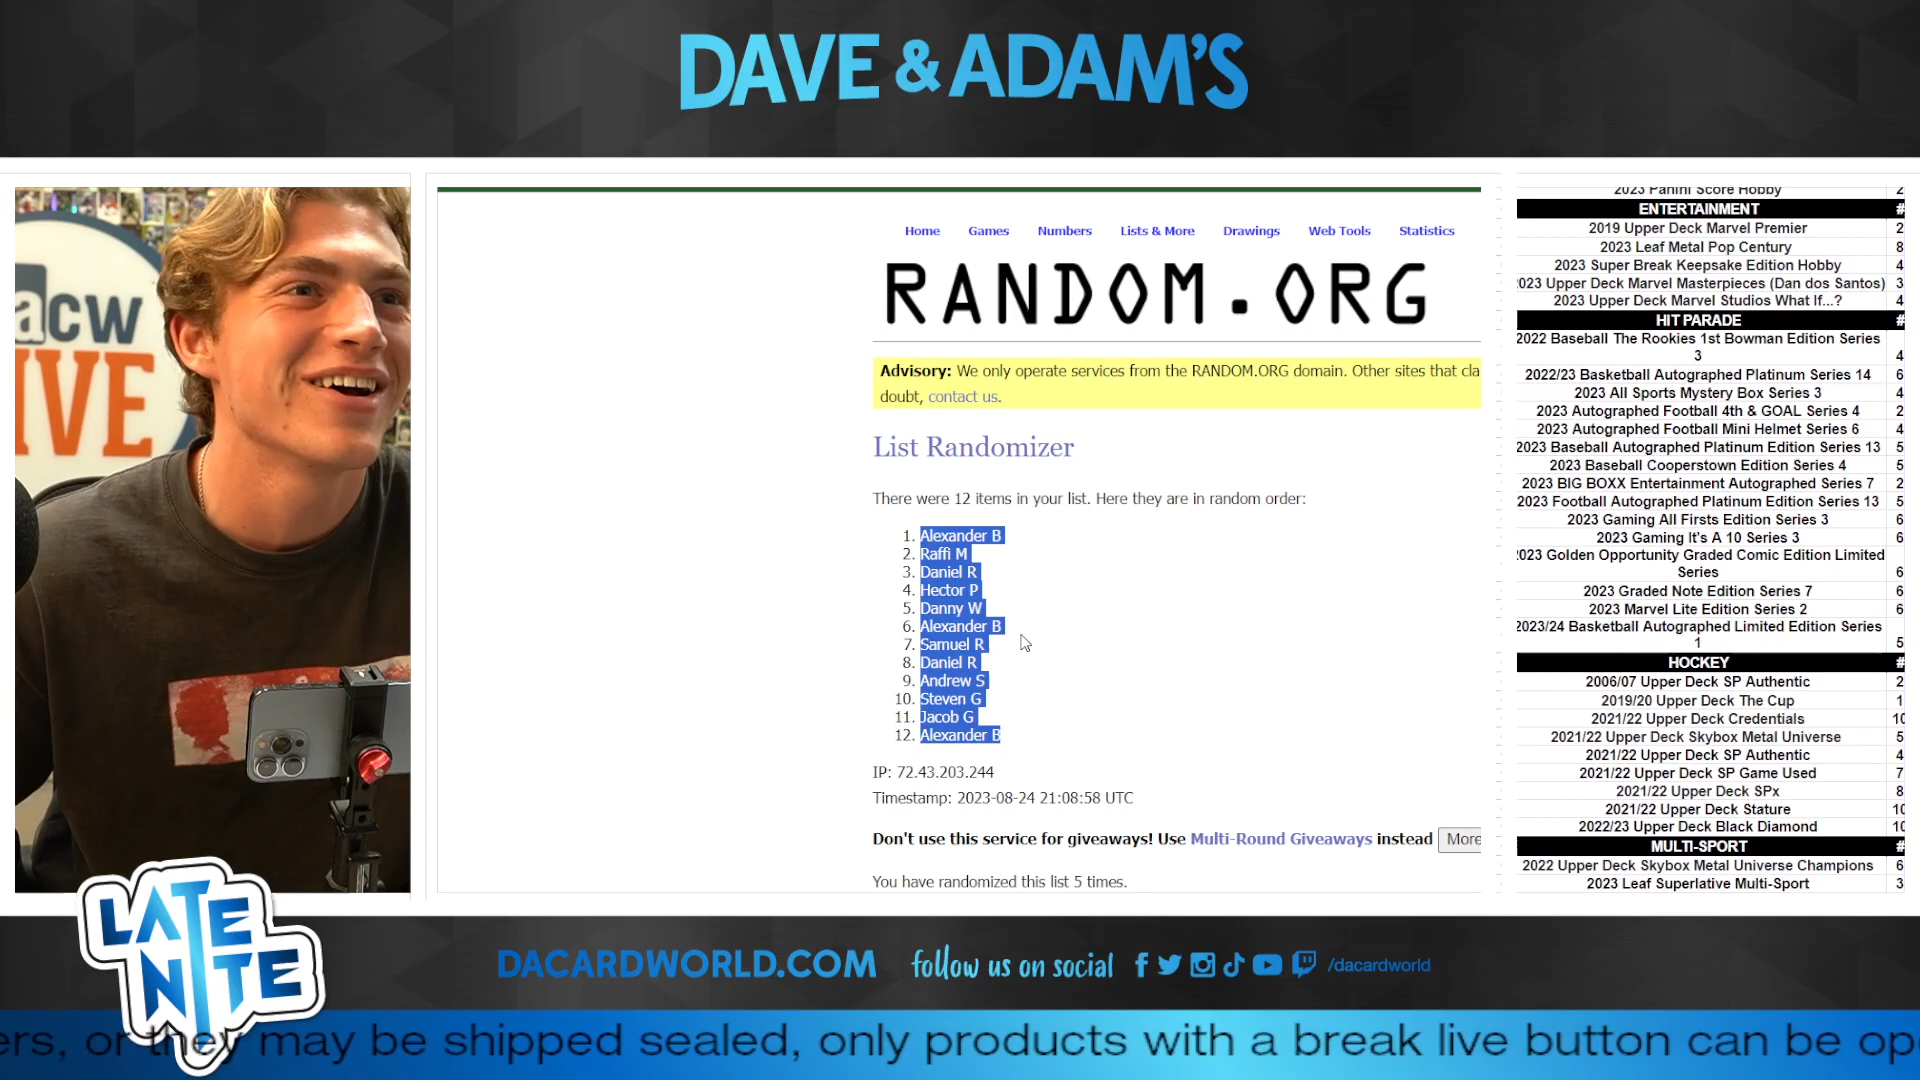 DAVE & ADAM'S
acw
IVE
Home Games Numbers Lists & More Drawings Web Tools Statistics
RANDOM.ORG
Advisory: We only operate services from the RANDOM.ORG domain. Other sites that cla
doubt, contact us.
List Randomizer
There were 12 items in your list. Here they are in random order:
1. Alexander B
2. Raffi M
3. Daniel R
4. Hector P
5. Danny W
6. Alexander B
7. Samuel R
8. Daniel R
9. Andrew S
10. Steven G
11. Jacob G
12. Alexander B
IP: 72.43.203.244
Timestamp: 2023-08-24 21:08:58 UTC
Don't use this service for giveaways! Use Multi-Round Giveaways instead More
You have randomized this list 5 times.
2023 Panini Score Hobby 2
ENTERTAINMENT #
2019 Upper Deck Marvel Premier 2
2023 Leaf Metal Pop Century 8
2023 Super Break Keepsake Edition Hobby 4
2023 Upper Deck Marvel Masterpieces (Dan dos Santos) 3
2023 Upper Deck Marvel Studios What If...? 4
HIT PARADE #
2022 Baseball The Rookies 1st Bowman Edition Series
3 4
2022/23 Basketball Autographed Platinum Series 14 6
2023 All Sports Mystery Box Series 3 4
2023 Autographed Football 4th & GOAL Series 4 2
2023 Autographed Football Mini Helmet Series 6 4
2023 Baseball Autographed Platinum Edition Series 13 5
2023 Baseball Cooperstown Edition Series 4 5
2023 BIG BOXX Entertainment Autographed Series 7 2
2023 Football Autographed Platinum Edition Series 13 5
2023 Gaming All Firsts Edition Series 3 6
2023 Gaming It's A 10 Series 3 6
2023 Golden Opportunity Graded Comic Edition Limited
Series 6
2023 Graded Note Edition Series 7 6
2023 Marvel Lite Edition Series 2 6
2023/24 Basketball Autographed Limited Edition Series
1 5
HOCKEY #
2006/07 Upper Deck SP Authentic 2
2019/20 Upper Deck The Cup 1
2021/22 Upper Deck Credentials 10
2021/22 Upper Deck Skybox Metal Universe 5
2021/22 Upper Deck SP Authentic 4
2021/22 Upper Deck SP Game Used 7
2021/22 Upper Deck SPx 8
2021/22 Upper Deck Stature 10
2022/23 Upper Deck Black Diamond 10
MULTI-SPORT #
2022 Upper Deck Skybox Metal Universe Champions 6
2023 Leaf Superlative Multi-Sport 3
LATE
NITE
DACARDWORLD.COM follow us on social /dacardworld
ers, or they may be shipped sealed, only products with a break live button can be op